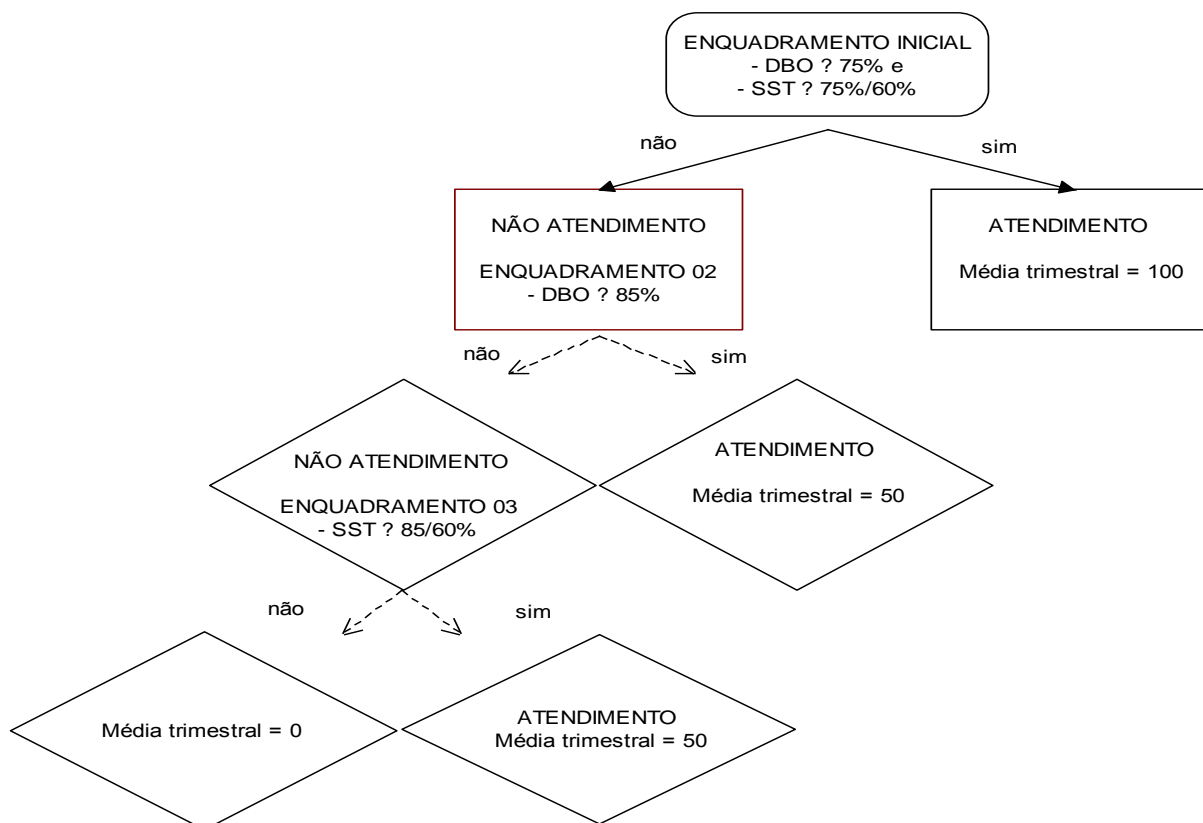 ENQUADRAMENTO INICIAL
- DBO ? 75% e
- SST ? 75%/60%
não
sim
NÃO ATENDIMENTO
ENQUADRAMENTO 02
- DBO ? 85%
ATENDIMENTO
Média trimestral = 100
não
sim
NÃO ATENDIMENTO
ENQUADRAMENTO 03
- SST ? 85/60%
ATENDIMENTO
Média trimestral = 50
não
sim
Média trimestral = 0
ATENDIMENTO
Média trimestral = 50